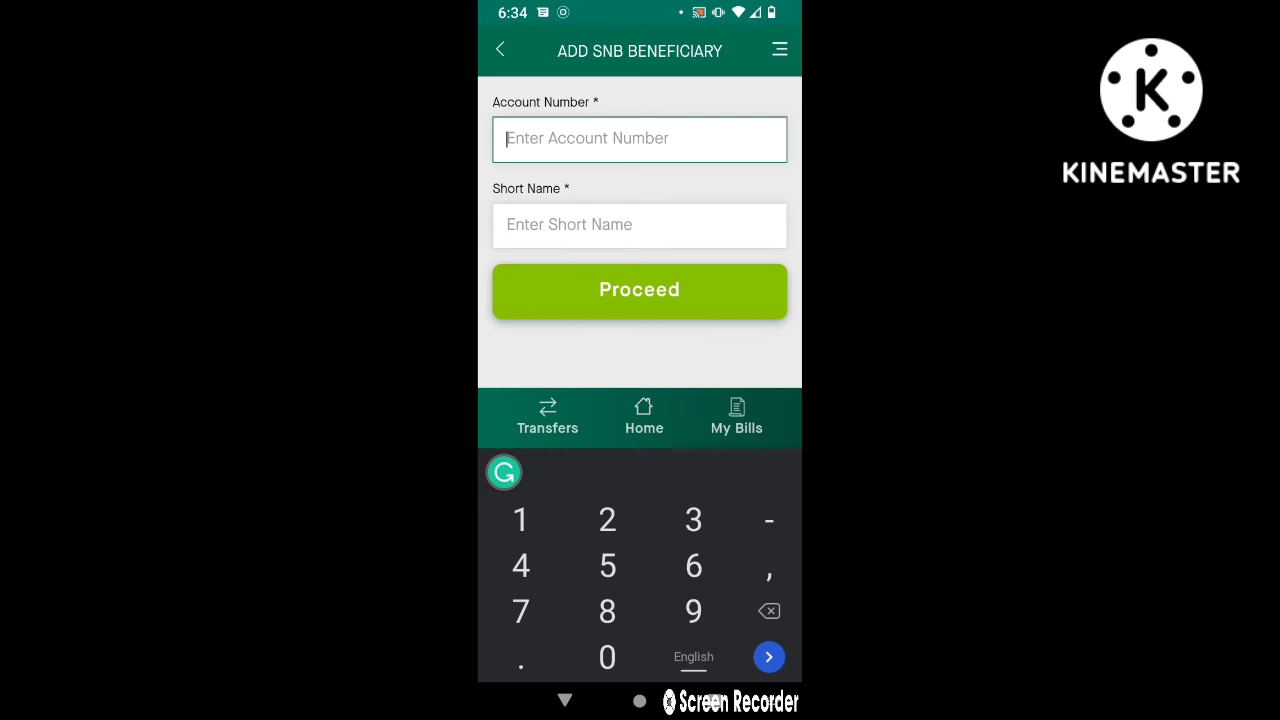 6:34
ADD SNB BENEFICIARY
Account Number *
Enter Account Number
Short Name *
Enter Short Name
Proceed
Transfers Home My Bills
1 2 3 -
4 5 6 ,
7 8 9
. 0 English
Screen Recorder
K
KINEMASTER